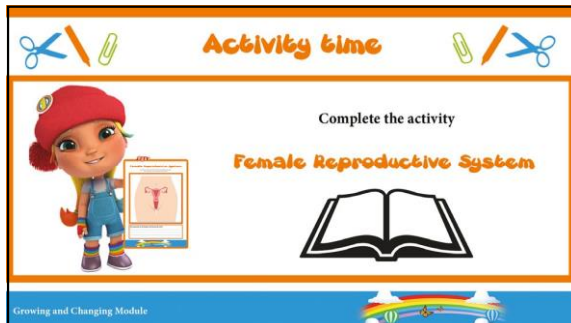 Activity time
Complete the activity
Female Reproductive System
Growing and Changing Module